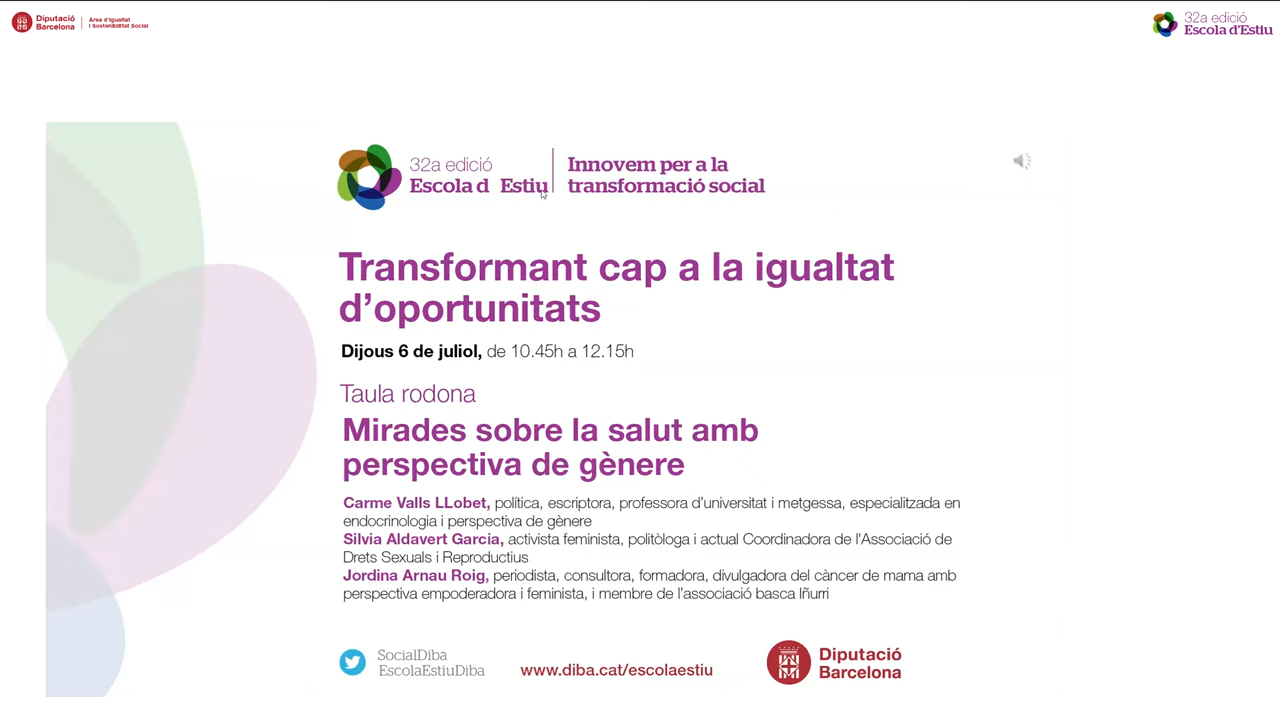 Diputació
Barcelona
Àrea d'Igualtat
i Sostenibilitat Social
32a edició
Escola d'Estiu
32a edició
Escola d Estiu
Innovem per a la
transformació social
Transformant cap a la igualtat
d'oportunitats
Dijous 6 de juliol, de 10.45h a 12.15h
Taula rodona
Mirades sobre la salut amb
perspectiva de gènere
Carme Valls LLobet, política, escriptora, professora d'universitat i metgessa, especialitzada en
endocrinologia i perspectiva de gènere
Silvia Aldavert Garcia, activista feminista, politòloga i actual Coordinadora de l'Associació de
Drets Sexuals i Reproductius
Jordina Arnau Roig, periodista, consultora, formadora, divulgadora del càncer de mama amb
perspectiva empoderadora i feminista, i membre de l'associació basca Iñurri
SocialDiba
EscolaEstiuDiba
www.diba.cat/escolaestiu
Diputació
Barcelona